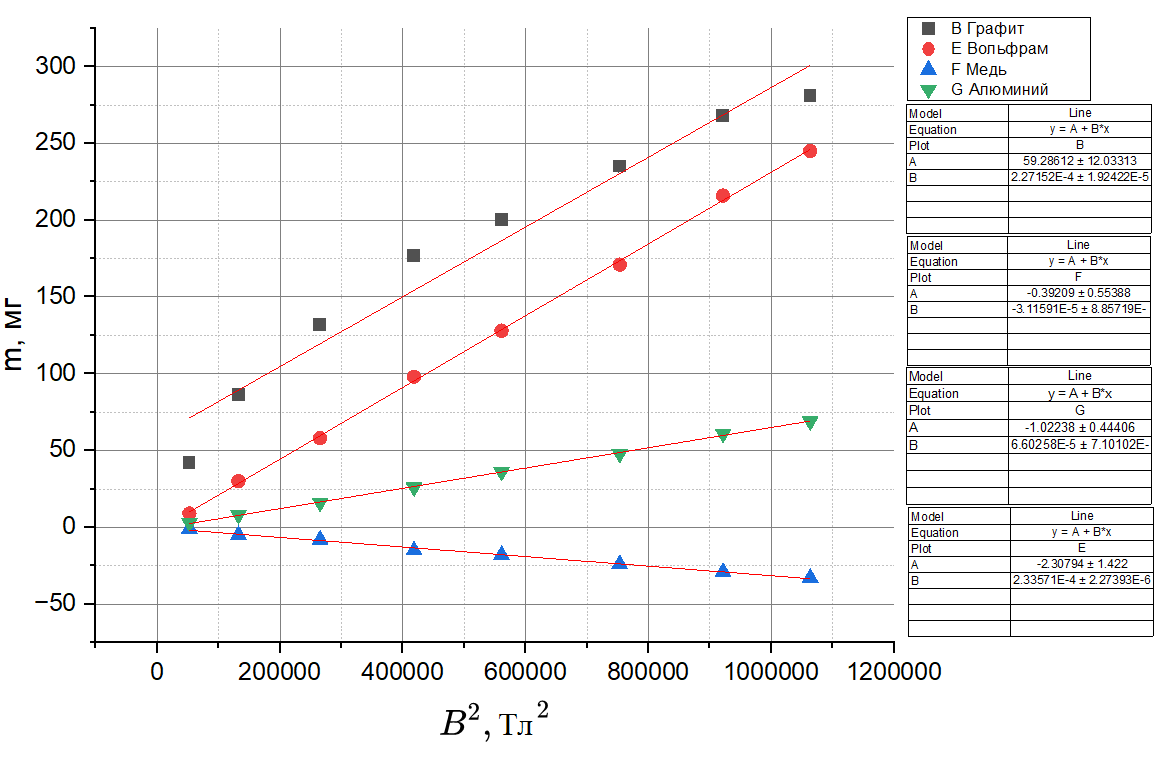 B Графит
E Вольфрам
F Медь
G Алюминий
Model Line
Equation y = A + B*x
Plot B
A 59.28612 ± 12.03313
B 2.27152E-4 ± 1.92422E-5
Model Line
Equation y = A + B*x
Plot F
A -0.39209 ± 0.55388
B -3.11591E-5 ± 8.85719E-
Model Line
Equation y = A + B*x
Plot G
A -1.02238 ± 0.44406
B 6.60258E-5 ± 7.10102E-
Model Line
Equation y = A + B*x
Plot E
A -2.30794 ± 1.422
B 2.33571E-4 ± 2.27393E-6
m, мг
300
250
200
150
100
50
0
−50
0 200000 400000 600000 800000 1000000 1200000
B², Тл²